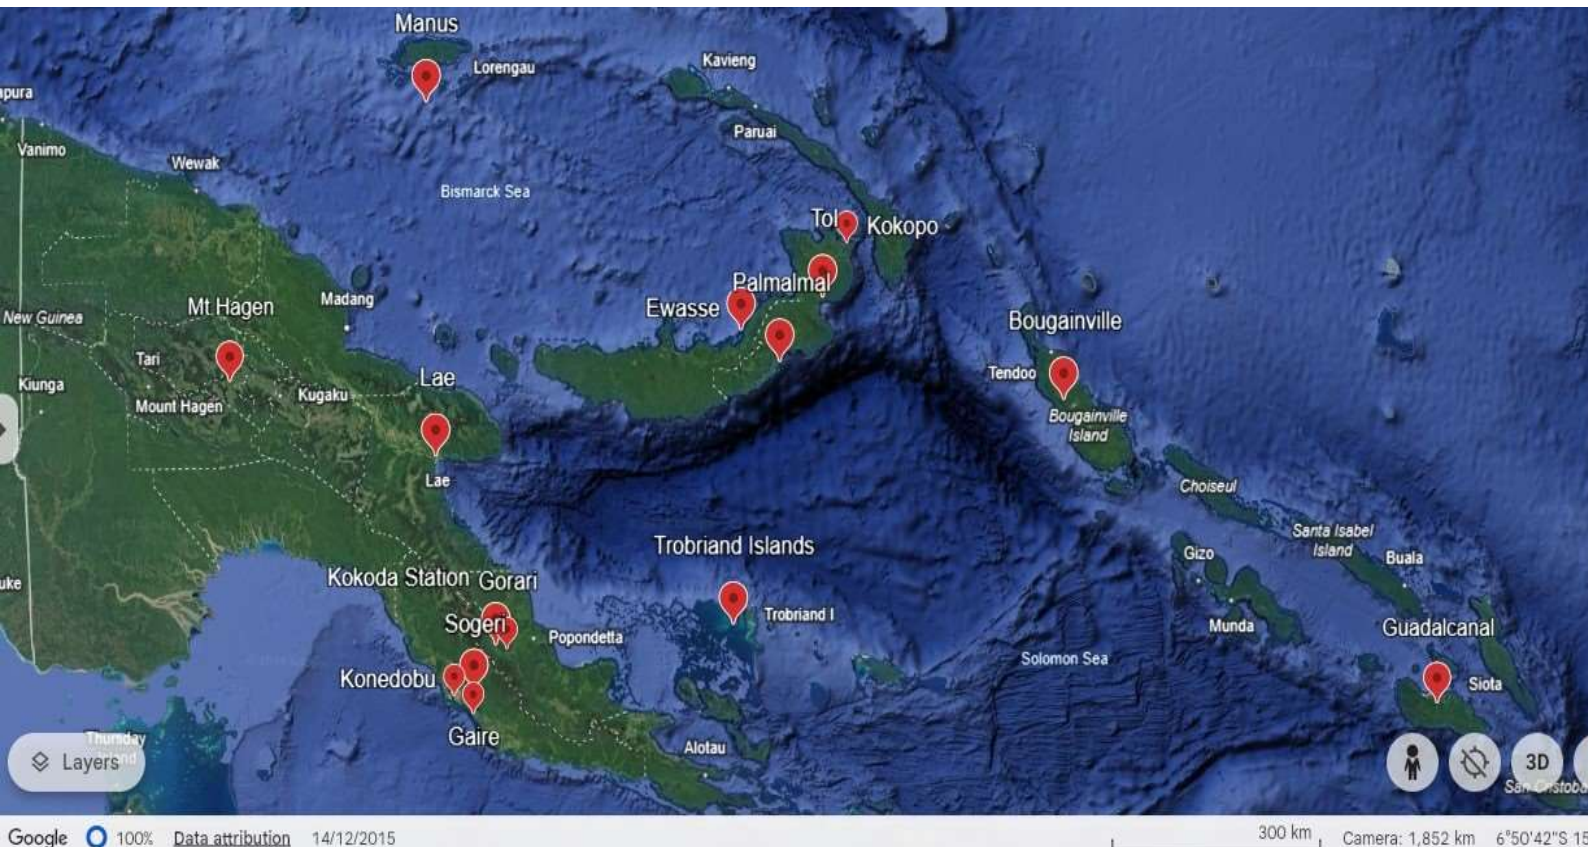 Manus
Lorengau
Kavieng
apura
Paruai
Vanimo
Wewak
Bismarck Sea
Tol
Kokopo
Palmalmal
Madang
Mt Hagen
Ewasse
New Guinea
Bougainville
Tari
Tendoo
Lae
Kiunga
Kugaku
Mount Hagen
Bougainville
Island
Lae
Choiseul
Santa Isabel
Island
Trobriand Islands
Gizo
Buala
Kokoda Station
Gorari
uke
Trobriand I
Sogeri
Munda
Guadalcanal
Popondetta
Solomon Sea
Konedobu
Siota
Gaire
Thursday
Alotau
Layers
3D
San Cristoba
Google 100% Data attribution 14/12/2015 300 km Camera: 1,852 km 6°50'42"S 15